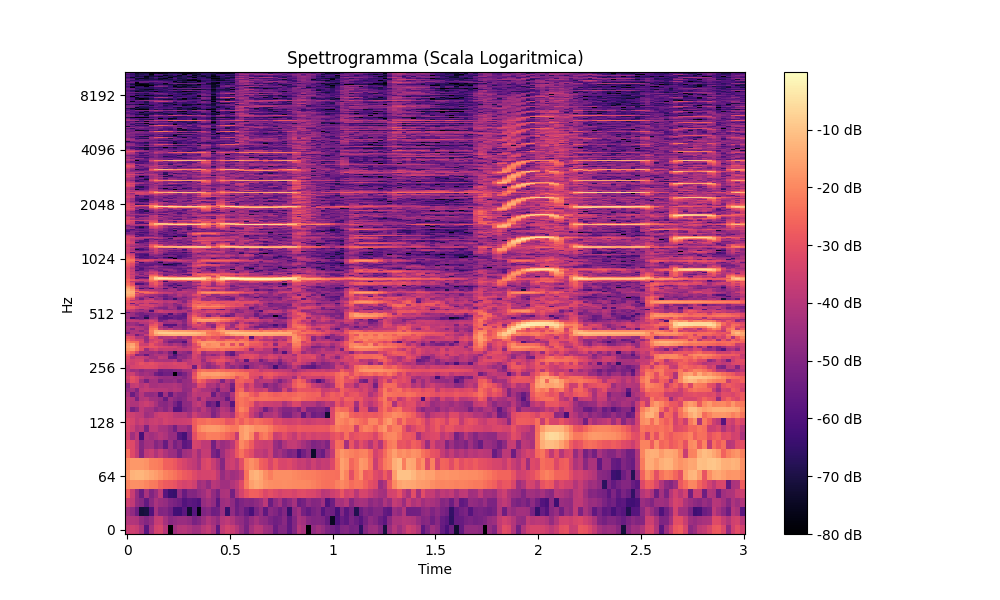 Spettrogramma (Scala Logaritmica)
8192
4096
2048
1024
512
256
128
64
0
Hz
0
0.5
1
1.5
2
2.5
3
Time
-10 dB
-20 dB
-30 dB
-40 dB
-50 dB
-60 dB
-70 dB
-80 dB